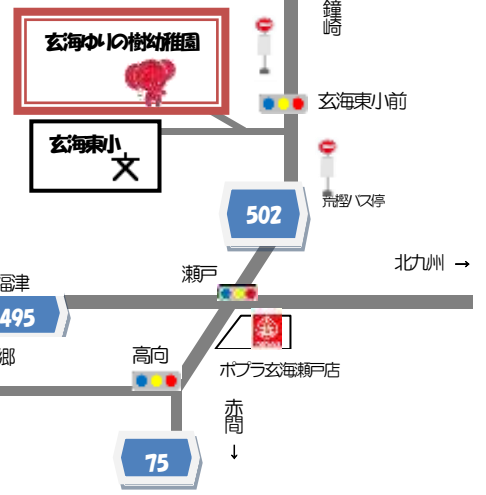 鐘崎
玄海ゆりの樹幼稚園
玄海東小前
玄海東小
文
荒樫バス停
502
北九州 →
瀬戸
福津
495
郷
高向
ポプラ玄海瀬戸店
赤間
↓
75